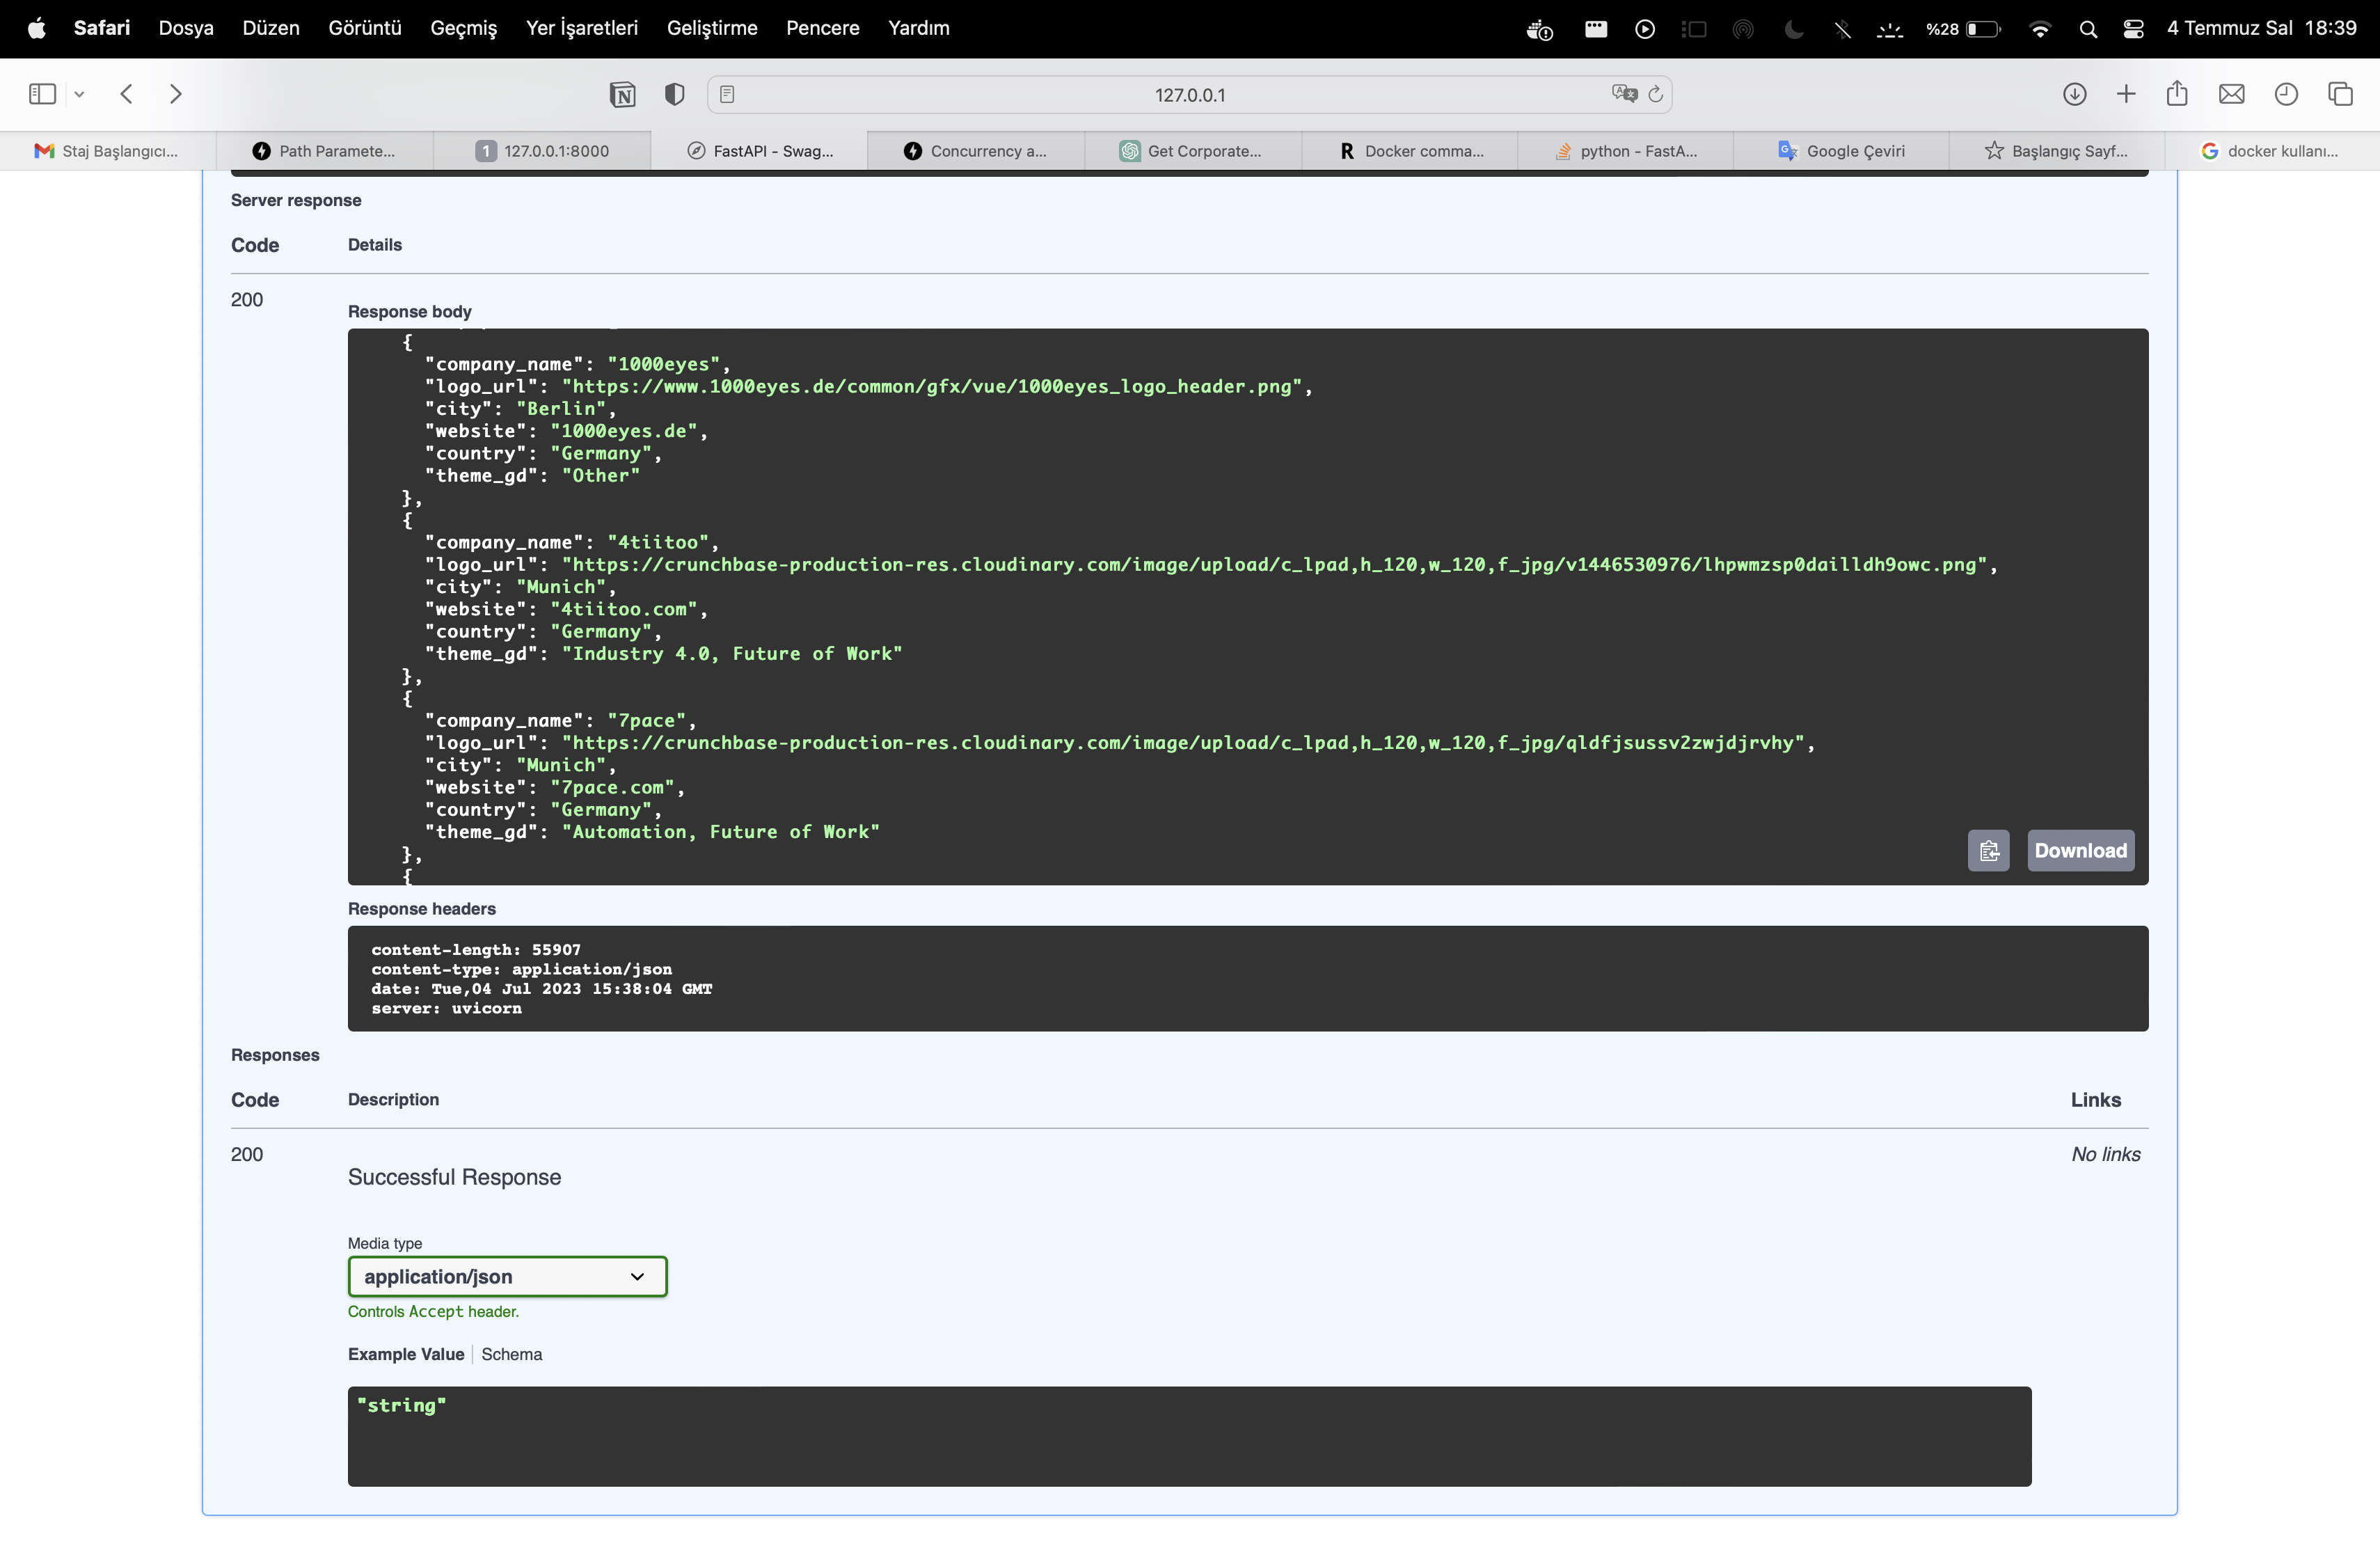 Safari Dosya Düzen Görüntü Geçmiş Yer İşaretleri Geliştirme Pencere Yardım %28 4 Temmuz Sal 18:39
127.0.0.1
Staj Başlangıcı... Path Paramete... 1 127.0.0.1:8000 FastAPI - Swag... Concurrency a... Get Corporate... R Docker comma... python - FastA... Google Çeviri Başlangıç Sayf... docker kullanı...
Server response
Code Details
200
Response body
{
"company_name": "1000eyes",
"logo_url": "https://www.1000eyes.de/common/gfx/vue/1000eyes_logo_header.png",
"city": "Berlin",
"website": "1000eyes.de",
"country": "Germany",
"theme_gd": "Other"
},
{
"company_name": "4tiitoo",
"logo_url": "https://crunchbase-production-res.cloudinary.com/image/upload/c_lpad,h_120,w_120,f_jpg/v1446530976/lhpwmzsp0dailldh9owc.png",
"city": "Munich",
"website": "4tiitoo.com",
"country": "Germany",
"theme_gd": "Industry 4.0, Future of Work"
},
{
"company_name": "7pace",
"logo_url": "https://crunchbase-production-res.cloudinary.com/image/upload/c_lpad,h_120,w_120,f_jpg/qldfjsussv2zwjdjrvhy",
"city": "Munich",
"website": "7pace.com",
"country": "Germany",
"theme_gd": "Automation, Future of Work"
},
{
Download
Response headers
content-length: 55907
content-type: application/json
date: Tue,04 Jul 2023 15:38:04 GMT
server: uvicorn
Responses
Code Description Links
200 No links
Successful Response
Media type
application/json
Controls Accept header.
Example Value Schema
"string"